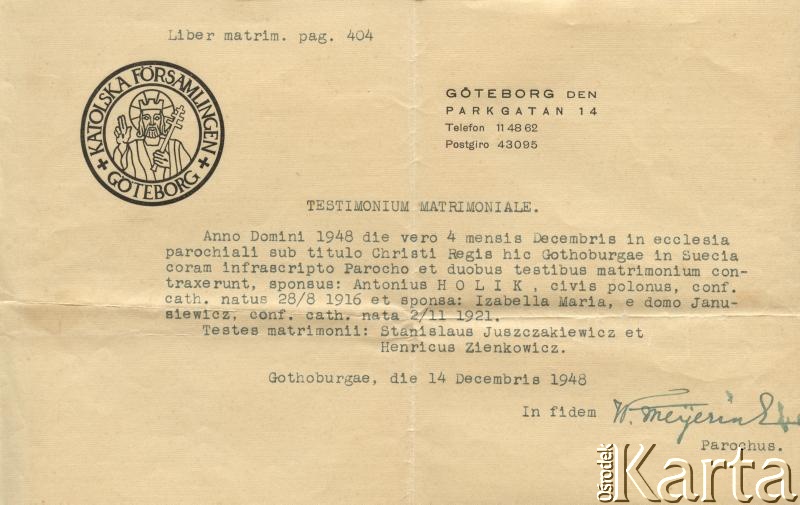 Liber matrim. pag. 404
KATOLSKA FÖRSAMLINGEN
GÖTEBORG
GÖTEBORG DEN
PARKGATAN 14
Telefon 11 48 62
Postgiro 43095
TESTIMONIUM MATRIMONIALE.
Anno Domini 1948 die vero 4 mensis Decembris in ecclesia
parochiali sub titulo Christi Regis hic Gothoburgae in Suecia
coram infrascripto Parocho et duobus testibus matrimonium con-
traxerunt, sponsus: Antonius H O L I K , civis polonus, conf.
cath. natus 28/8 1916 et sponsa: Izabella Maria, e domo Janu-
siewicz, conf. cath. nata 2/11 1921.
Testes matrimonii: Stanislaus Juszczakiewicz et
Henricus Zienkowicz.
Gothoburgae, die 14 Decembris 1948
In fidem
Parochus.
Ośrodek Karta